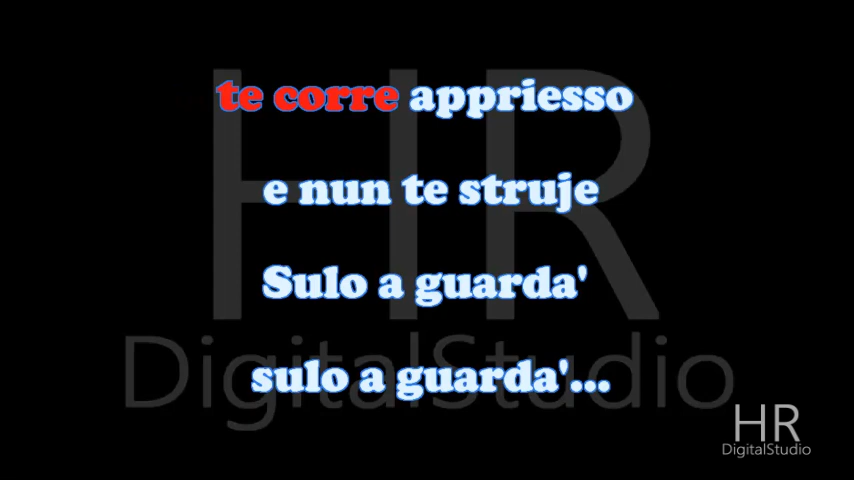 te corre appriesso
e nun te struje
Sulo a guarda'
sulo a guarda'...
HR
DigitalStudio
HR
DigitalStudio